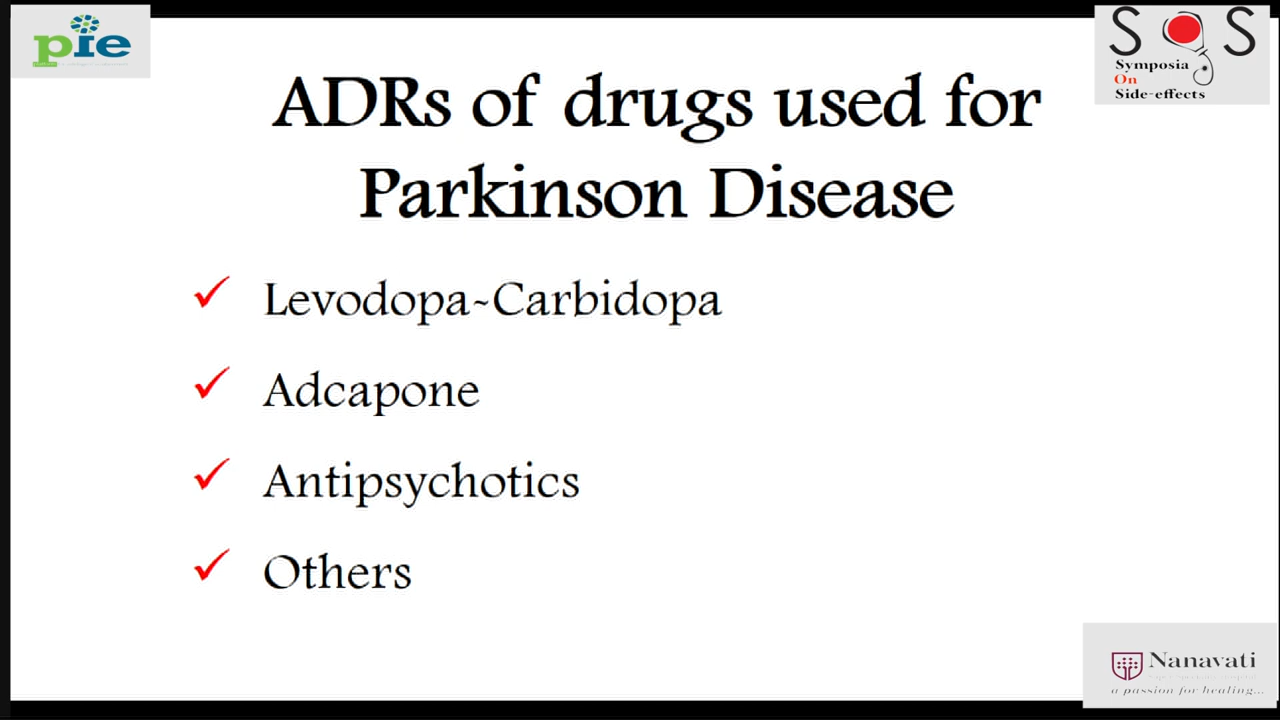 pie
SOS
Symposia
On
Side-effects
ADRs of drugs used for
Parkinson Disease
✓ Levodopa-Carbidopa
✓ Adcapone
✓ Antipsychotics
✓ Others
Nanavati
a passion for healing...